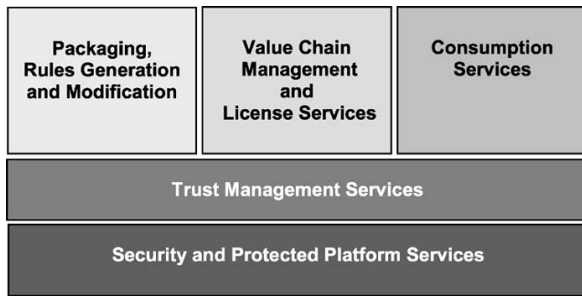 Packaging,
Rules Generation
and Modification
Value Chain
Management
and
License Services
Consumption
Services
Trust Management Services
Security and Protected Platform Services